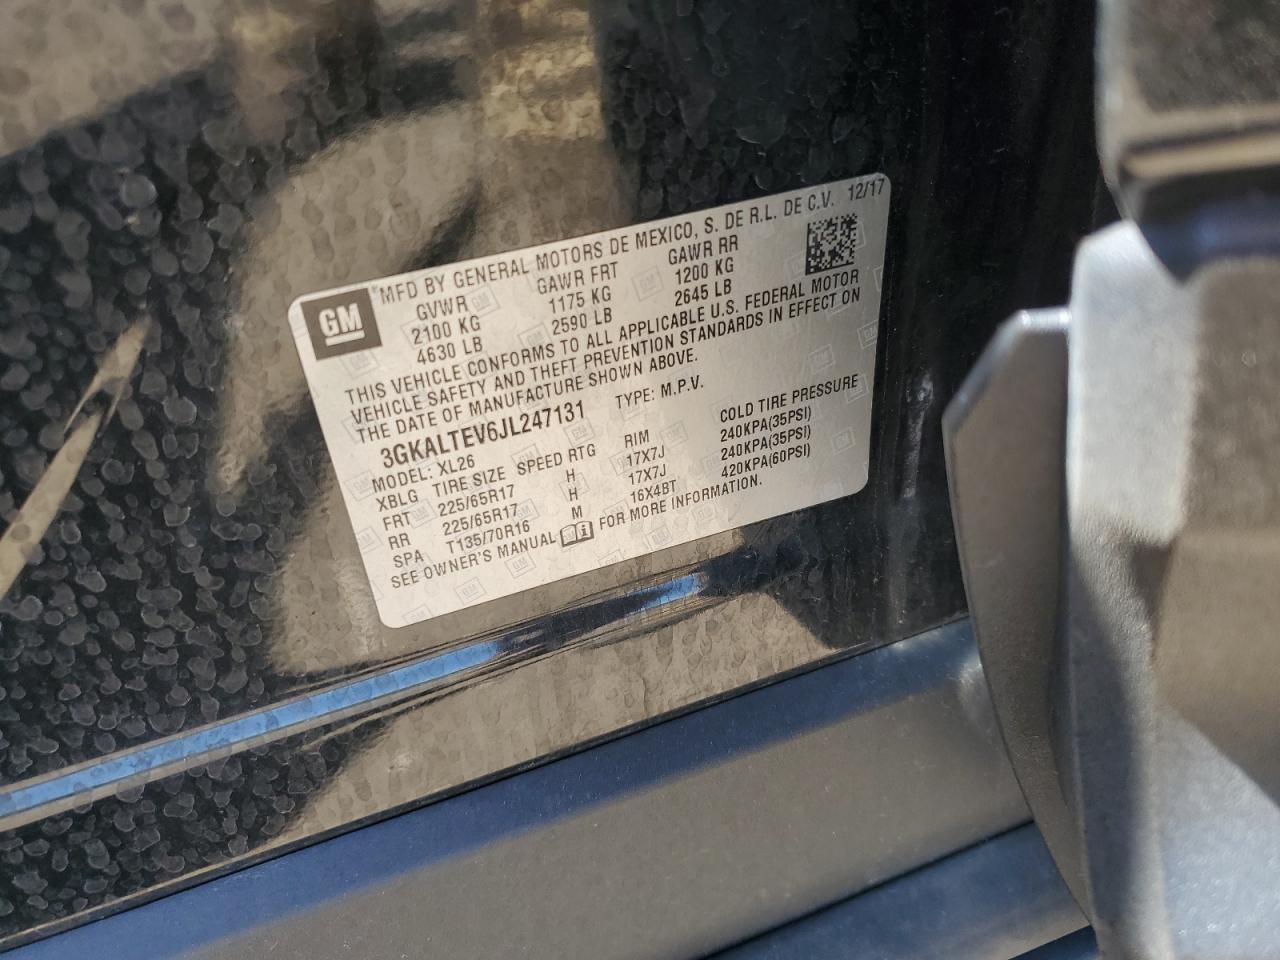 GM
MFD BY GENERAL MOTORS DE MEXICO, S. DE R.L. DE C.V. 12/17
GVWR GAWR FRT GAWR RR
2100 KG 1175 KG 1200 KG
4630 LB 2590 LB 2645 LB
THIS VEHICLE CONFORMS TO ALL APPLICABLE U.S. FEDERAL MOTOR
VEHICLE SAFETY AND THEFT PREVENTION STANDARDS IN EFFECT ON
THE DATE OF MANUFACTURE SHOWN ABOVE.
3GKALTEV6JL247131 TYPE: M.P.V.
MODEL: XL26
XBLG TIRE SIZE SPEED RTG RIM COLD TIRE PRESSURE
FRT 225/65R17 H 17X7J 240KPA(35PSI)
RR 225/65R17 H 17X7J 240KPA(35PSI)
SPA T135/70R16 M 16X4BT 420KPA(60PSI)
SEE OWNER'S MANUAL FOR MORE INFORMATION.